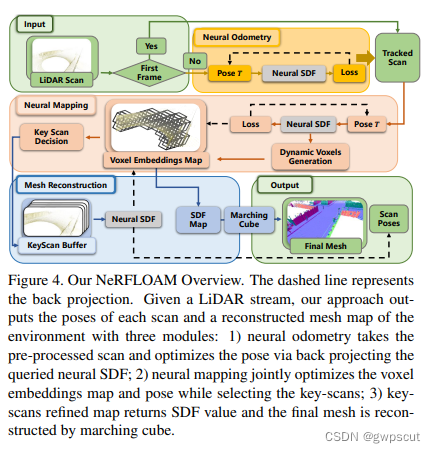 Input
Neural Odometry
Yes
LiDAR Scan
First
Frame
No
Pose T
Neural SDF
Loss
Tracked
Scan
Neural Mapping
Key Scan
Decision
Voxel Embeddings Map
Loss
Neural SDF
Pose T
Dynamic Voxels
Generation
Mesh Reconstruction
KeyScan Buffer
Neural SDF
SDF
Map
Marching
Cube
Output
Final Mesh
Scan
Poses
Figure 4. Our NeRFLOAM Overview. The dashed line represents
the back projection. Given a LiDAR stream, our approach out-
puts the poses of each scan and a reconstructed mesh map of the
environment with three modules: 1) neural odometry takes the
pre-processed scan and optimizes the pose via back projecting the
queried neural SDF; 2) neural mapping jointly optimizes the voxel
embeddings map and pose while selecting the key-scans; 3) key-
scans refined map returns SDF value and the final mesh is recon-
structed by marching cube.
CSDN @gwpscut